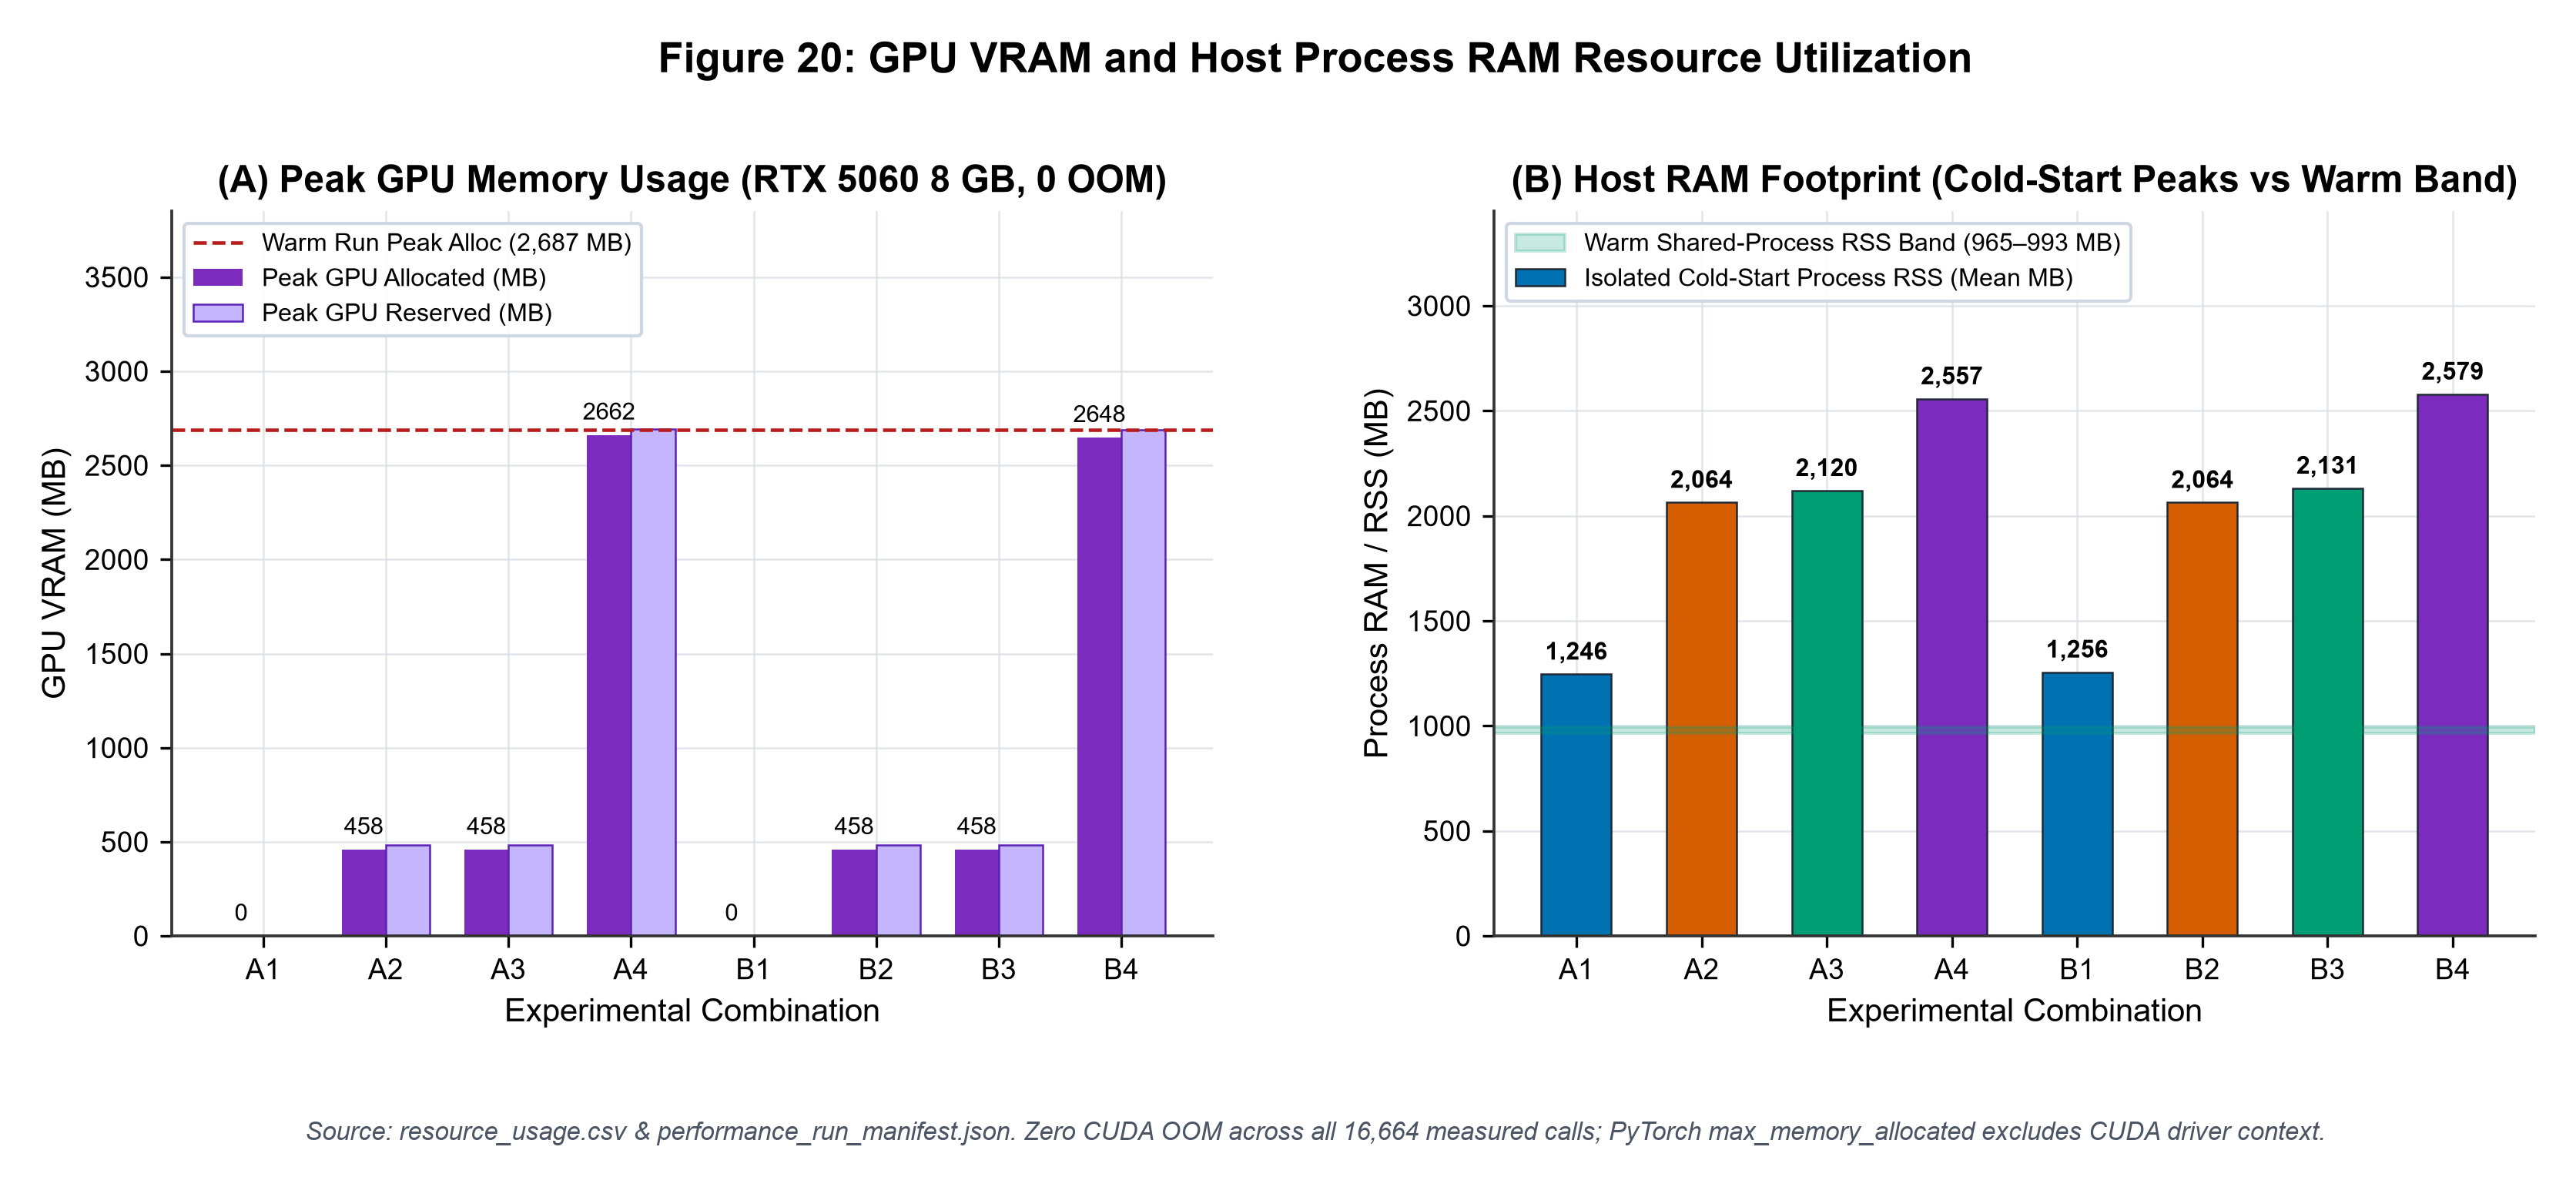 Figure 20: GPU VRAM and Host Process RAM Resource Utilization
(A) Peak GPU Memory Usage (RTX 5060 8 GB, 0 OOM)
Warm Run Peak Alloc (2,687 MB)
Peak GPU Allocated (MB)
Peak GPU Reserved (MB)
GPU VRAM (MB)
3500
3000
2500
2000
1500
1000
500
0
0
458
458
2662
0
458
458
2648
A1
A2
A3
A4
B1
B2
B3
B4
Experimental Combination
(B) Host RAM Footprint (Cold-Start Peaks vs Warm Band)
Warm Shared-Process RSS Band (965–993 MB)
Isolated Cold-Start Process RSS (Mean MB)
Process RAM / RSS (MB)
3000
2500
2000
1500
1000
500
0
1,246
2,064
2,120
2,557
1,256
2,064
2,131
2,579
A1
A2
A3
A4
B1
B2
B3
B4
Experimental Combination
Source: resource_usage.csv & performance_run_manifest.json. Zero CUDA OOM across all 16,664 measured calls; PyTorch max_memory_allocated excludes CUDA driver context.